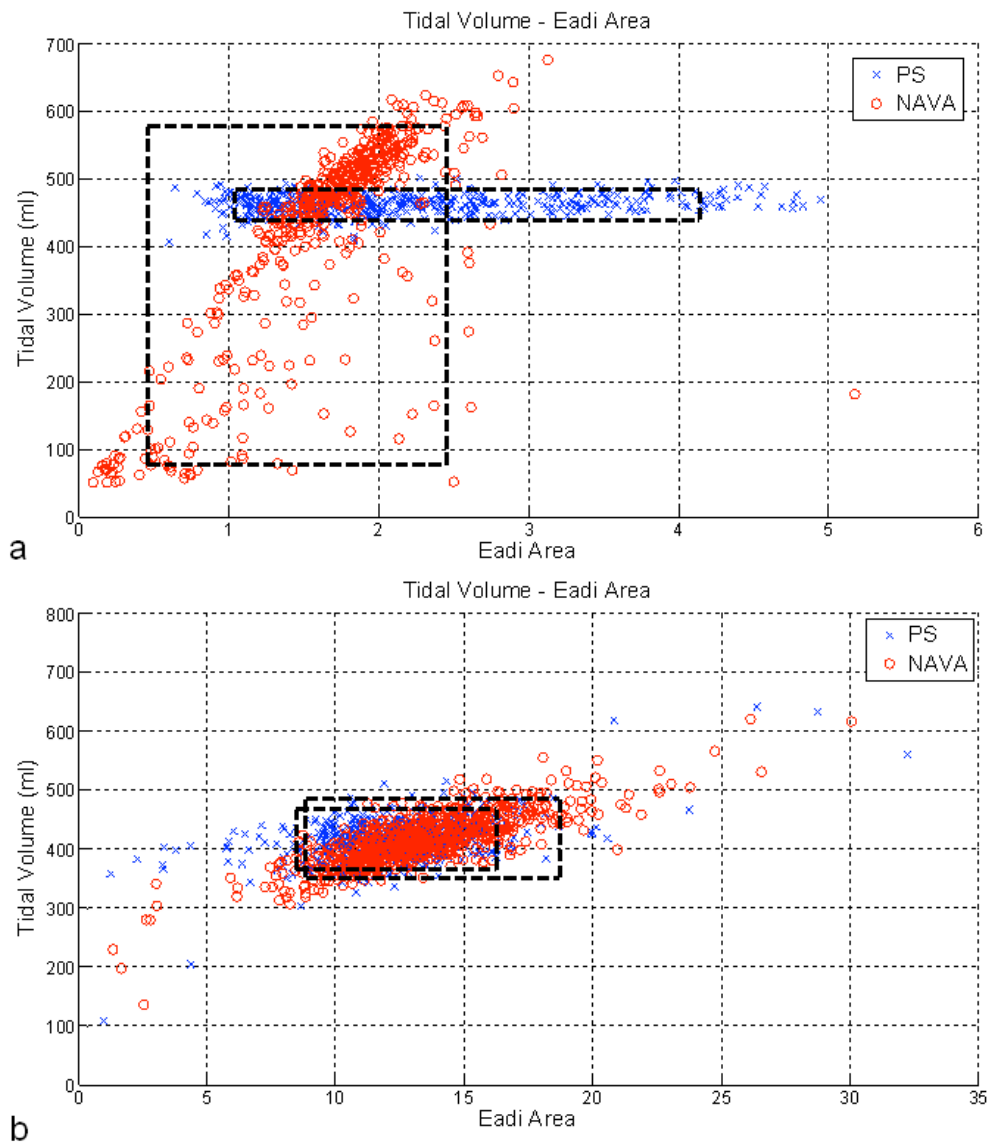 Tidal Volume - Eadi Area
700
600
500
400
300
200
100
0
Tidal Volume (ml)
PS
NAVA
0 1 2 3 4 5 6
Eadi Area
a
Tidal Volume - Eadi Area
800
700
600
500
400
300
200
100
0
Tidal Volume (ml)
PS
NAVA
0 5 10 15 20 25 30 35
Eadi Area
b